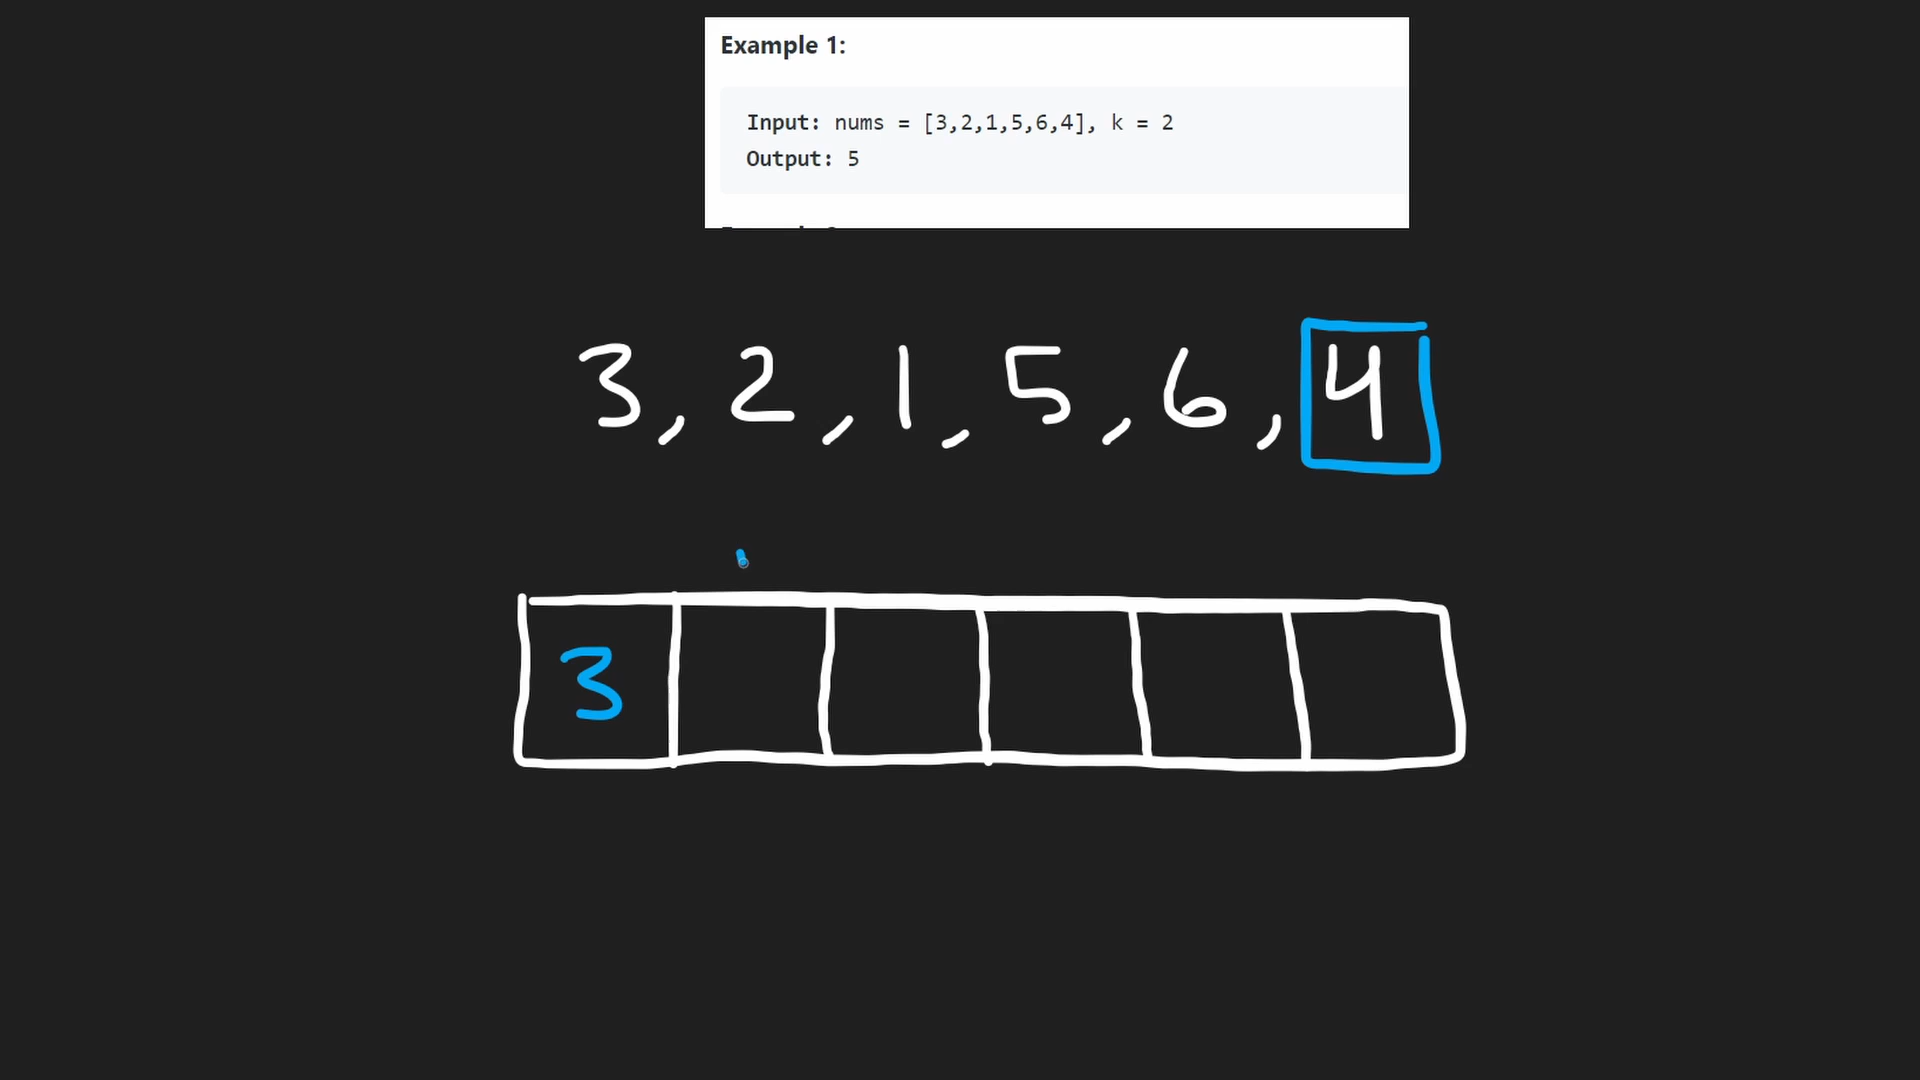 Example 1:
Input: nums = [3,2,1,5,6,4], k = 2
Output: 5
3, 2, 1, 5, 6, 4
3